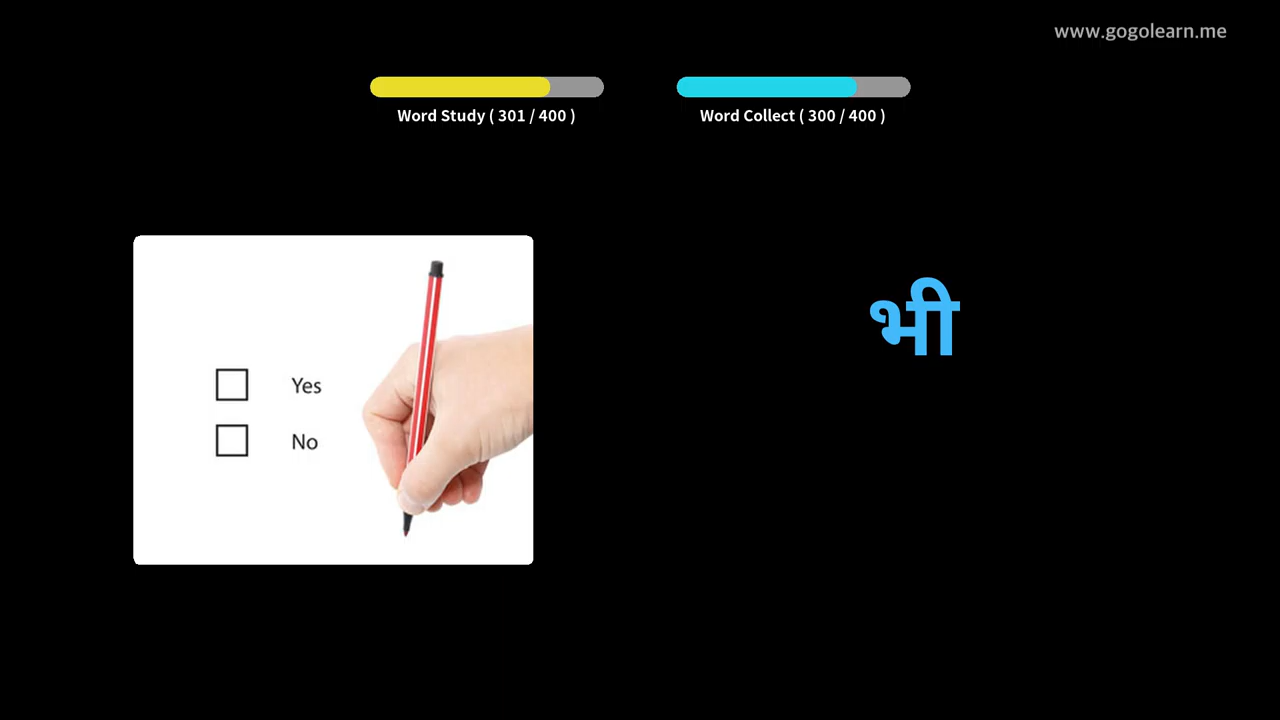 www.gogolearn.me
Word Study ( 301 / 400 )
Word Collect ( 300 / 400 )
भी
Yes
No